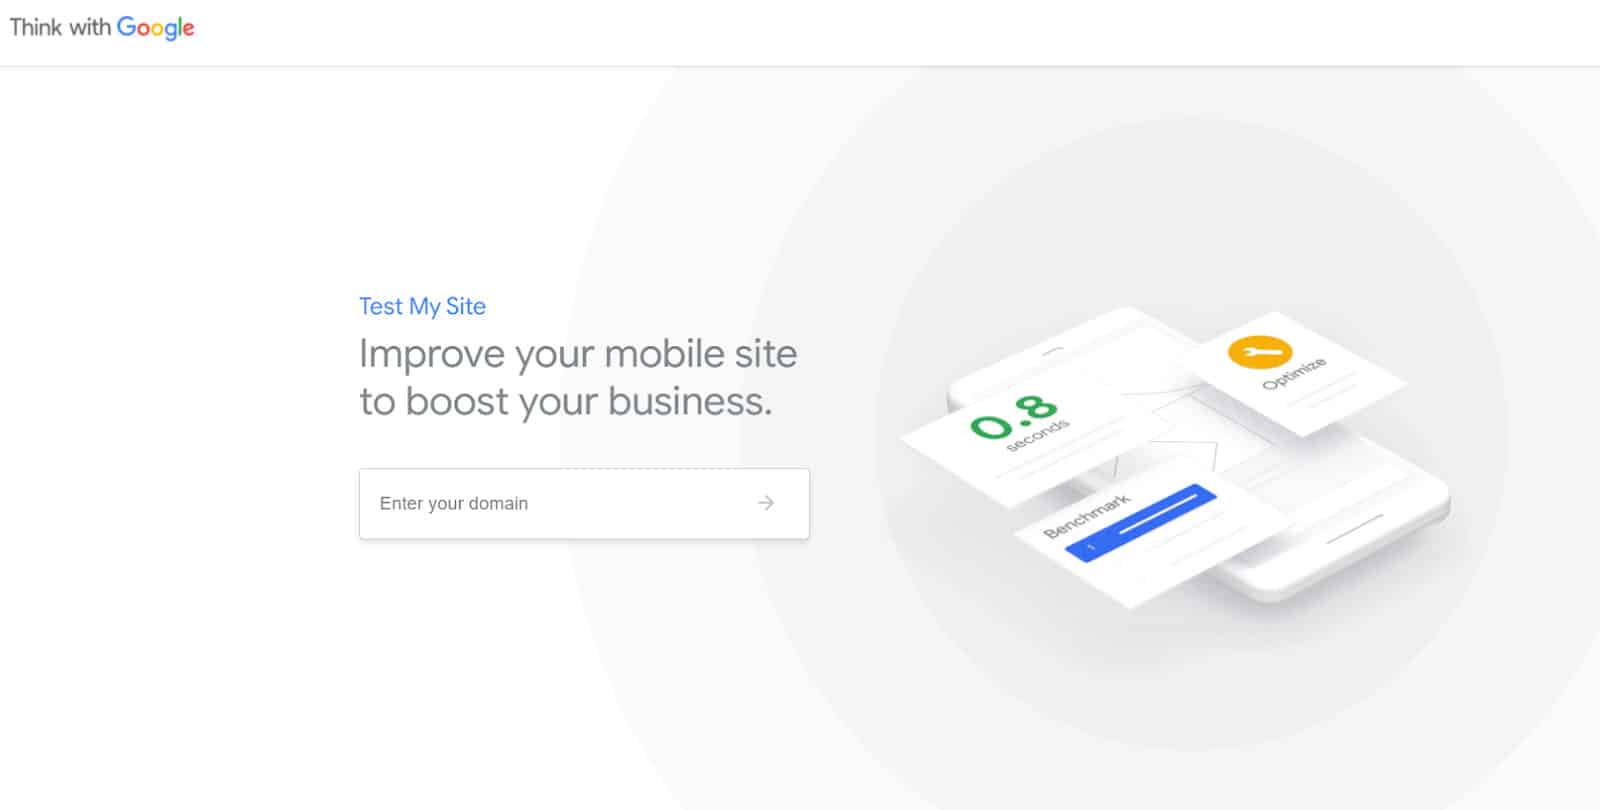 Think with Google
Test My Site
Improve your mobile site
to boost your business.
Enter your domain
0.8
seconds
Optimize
Benchmark
1